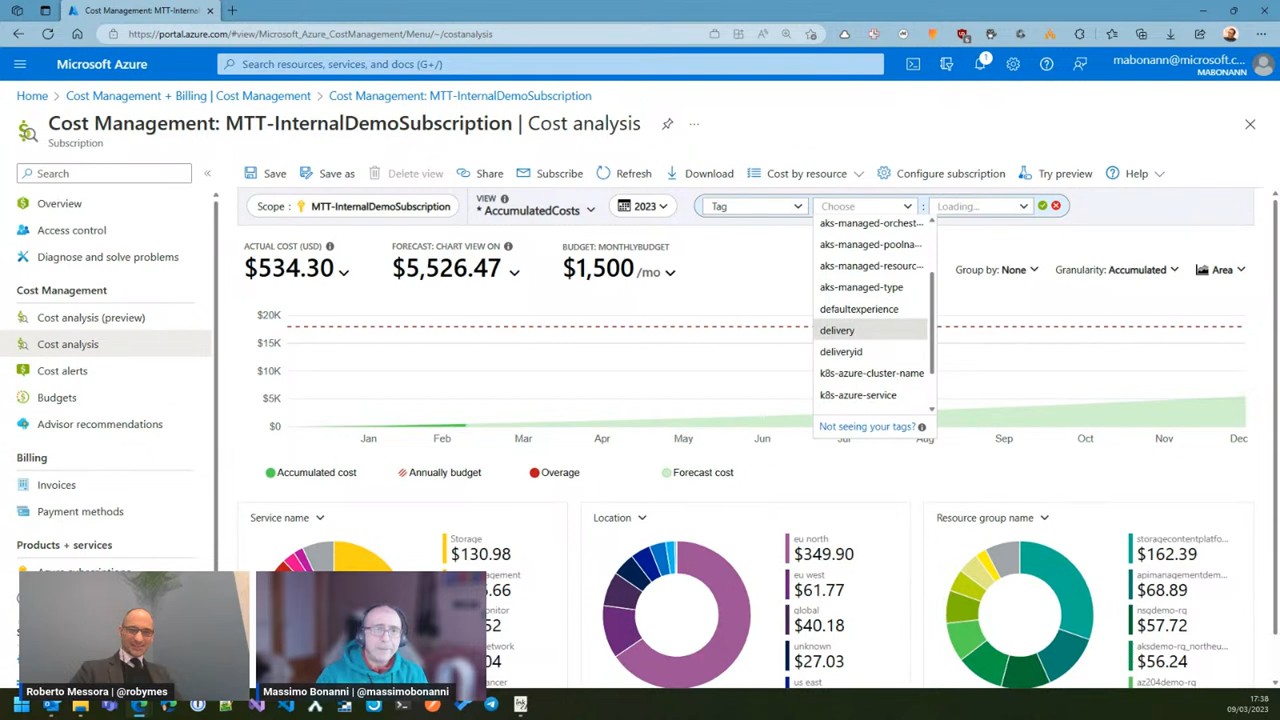 Cost Management: MTT-Internal
https://portal.azure.com/#view/Microsoft_Azure_CostManagement/Menu/~/costanalysis
Microsoft Azure
Search resources, services, and docs (G+/)
1
mabonann@microsoft.c...
MABONANN
Home > Cost Management + Billing | Cost Management > Cost Management: MTT-InternalDemoSubscription
Cost Management: MTT-InternalDemoSubscription | Cost analysis
Subscription
Search
Save
Save as
Delete view
Share
Subscribe
Refresh
Download
Cost by resource
Configure subscription
Try preview
Help
Overview
Access control
Diagnose and solve problems
Cost Management
Cost analysis (preview)
Cost analysis
Cost alerts
Budgets
Advisor recommendations
Billing
Invoices
Payment methods
Products + services
Scope : MTT-InternalDemoSubscription
VIEW
* AccumulatedCosts
2023
Tag
Choose
:
Loading...
aks-managed-orchest...
aks-managed-poolna...
aks-managed-resourc...
aks-managed-type
defaultexperience
delivery
deliveryid
k8s-azure-cluster-name
k8s-azure-service
Not seeing your tags?
ACTUAL COST (USD)
$534.30
FORECAST: CHART VIEW ON
$5,526.47
BUDGET: MONTHLYBUDGET
$1,500 /mo
Group by: None
Granularity: Accumulated
Area
$20K
$15K
$10K
$5K
$0
Jan
Feb
Mar
Apr
May
Jun
Jul
Aug
Sep
Oct
Nov
Dec
Accumulated cost
Annually budget
Overage
Forecast cost
Service name
Storage
$130.98
Location
eu north
$349.90
eu west
$61.77
global
$40.18
unknown
$27.03
us east
Resource group name
storagecontentplatfo...
$162.39
apimanagementdem...
$68.89
nsgdemo-rg
$57.72
aksdemo-rg_northeu...
$56.24
az204demo-rg
Roberto Messora | @robymes
Massimo Bonanni | @massimobonanni
17:38
09/03/2023